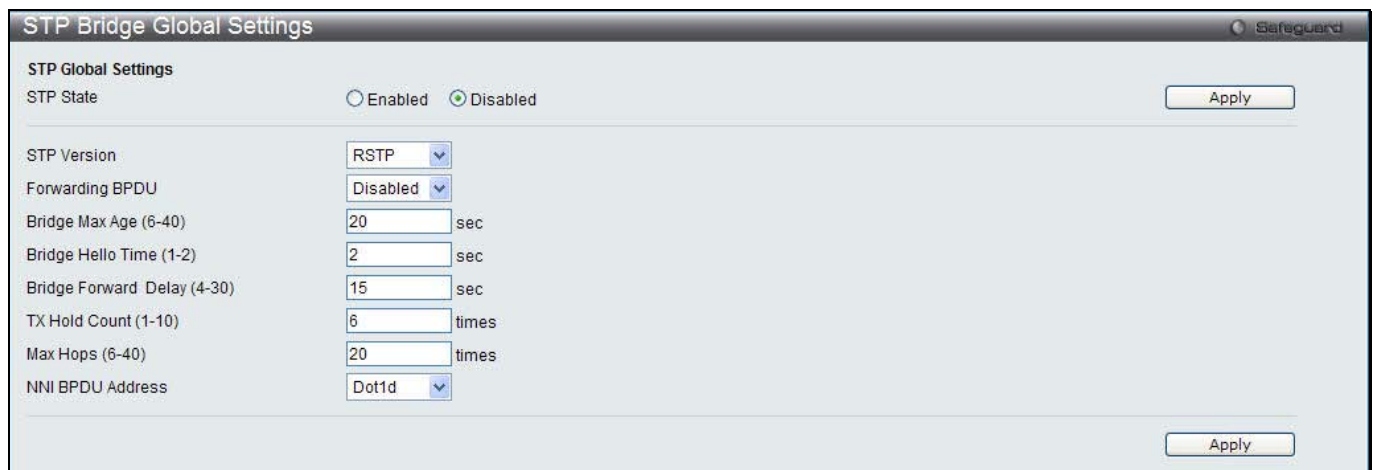 STP Bridge Global Settings
Safeguard
STP Global Settings
STP State Enabled Disabled Apply
STP Version RSTP
Forwarding BPDU Disabled
Bridge Max Age (6-40) 20 sec
Bridge Hello Time (1-2) 2 sec
Bridge Forward Delay (4-30) 15 sec
TX Hold Count (1-10) 6 times
Max Hops (6-40) 20 times
NNI BPDU Address Dot1d
Apply